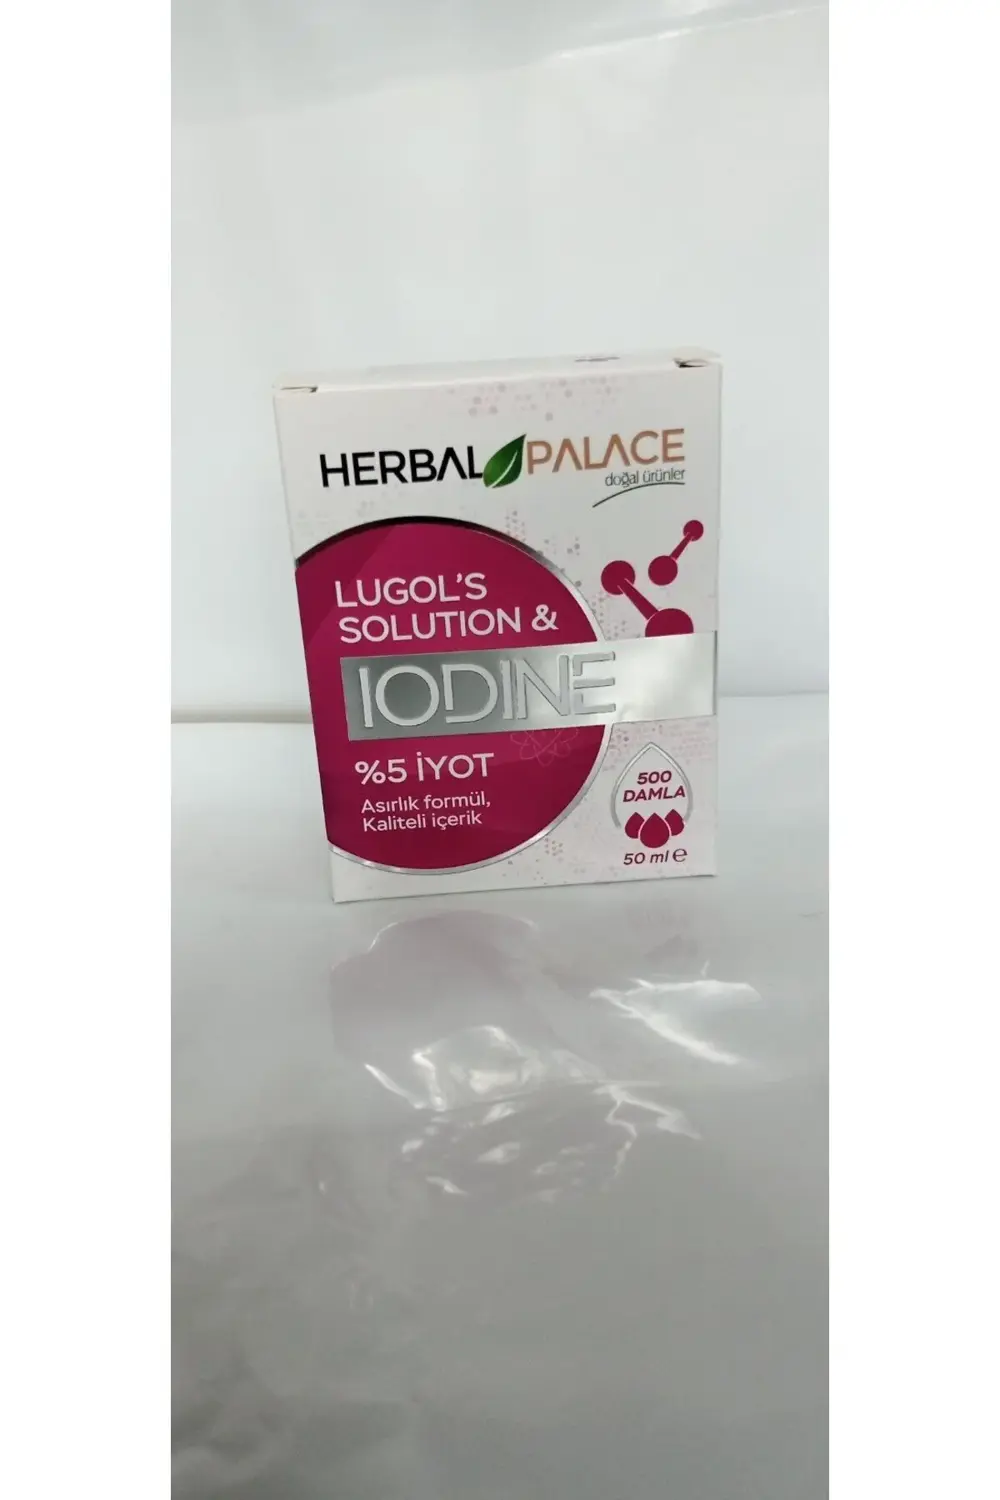 HERBAL PALACE
doğal ürünler
LUGOL'S
SOLUTION &
IODINE
%5 İYOT
Asırlık formül,
Kaliteli içerik
500
DAMLA
50 ml e